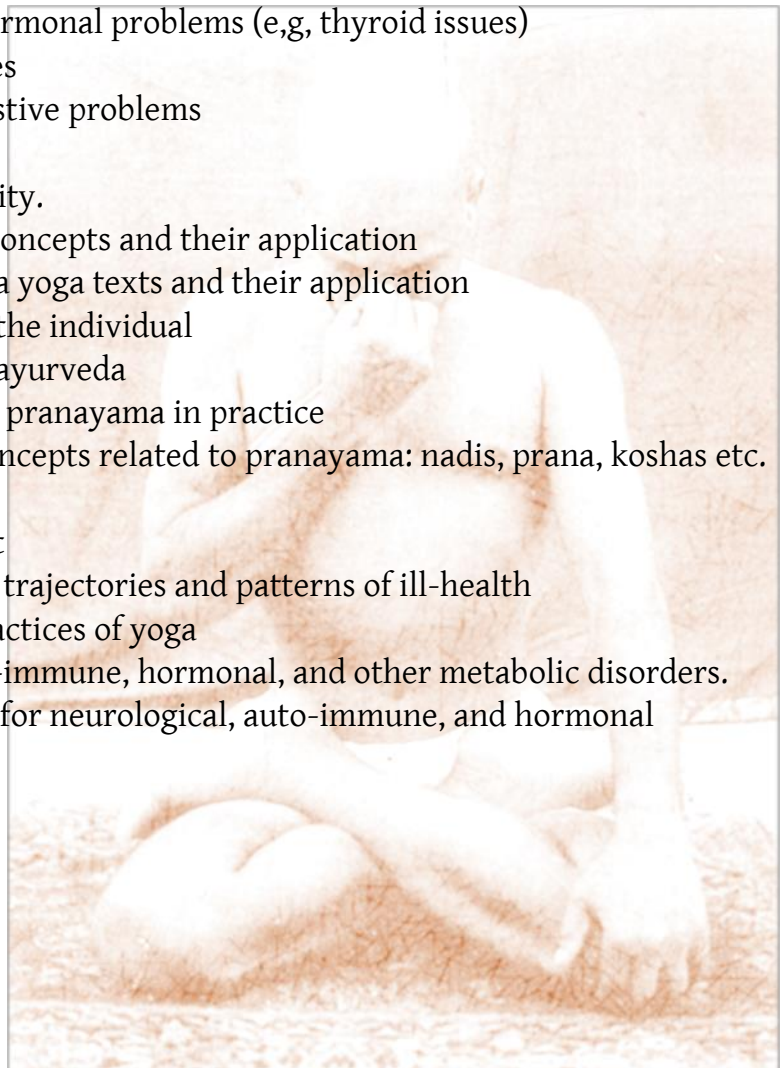 rmonal problems (e,g, thyroid issues)
es
stive problems
ity.
oncepts and their application
a yoga texts and their application
the individual
ayurveda
pranayama in practice
ncepts related to pranayama: nadis, prana, koshas etc.
t
trajectories and patterns of ill-health
actices of yoga
-immune, hormonal, and other metabolic disorders.
for neurological, auto-immune, and hormonal